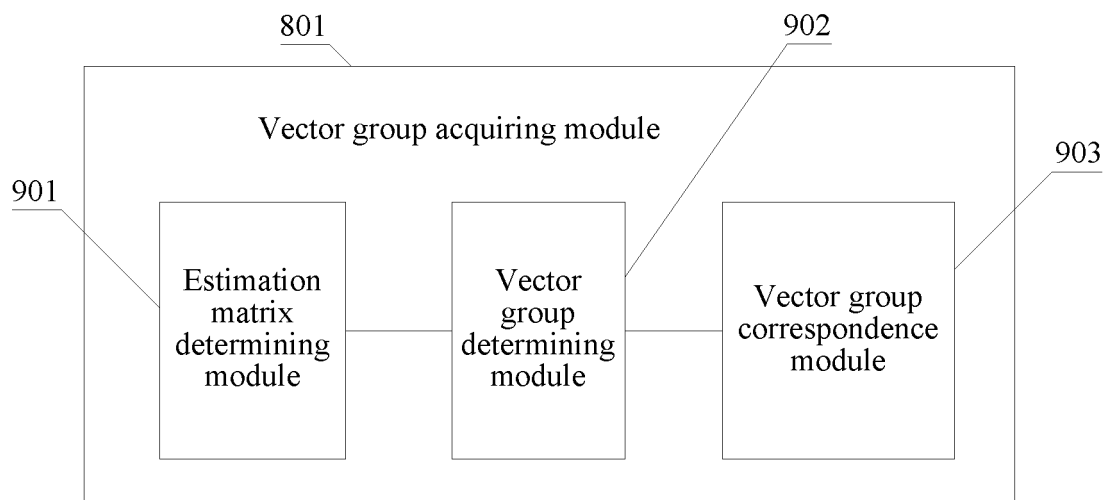 801
902
Vector group acquiring module
903
901
Estimation
matrix
determining
module
Vector
group
determining
module
Vector group
correspondence
module